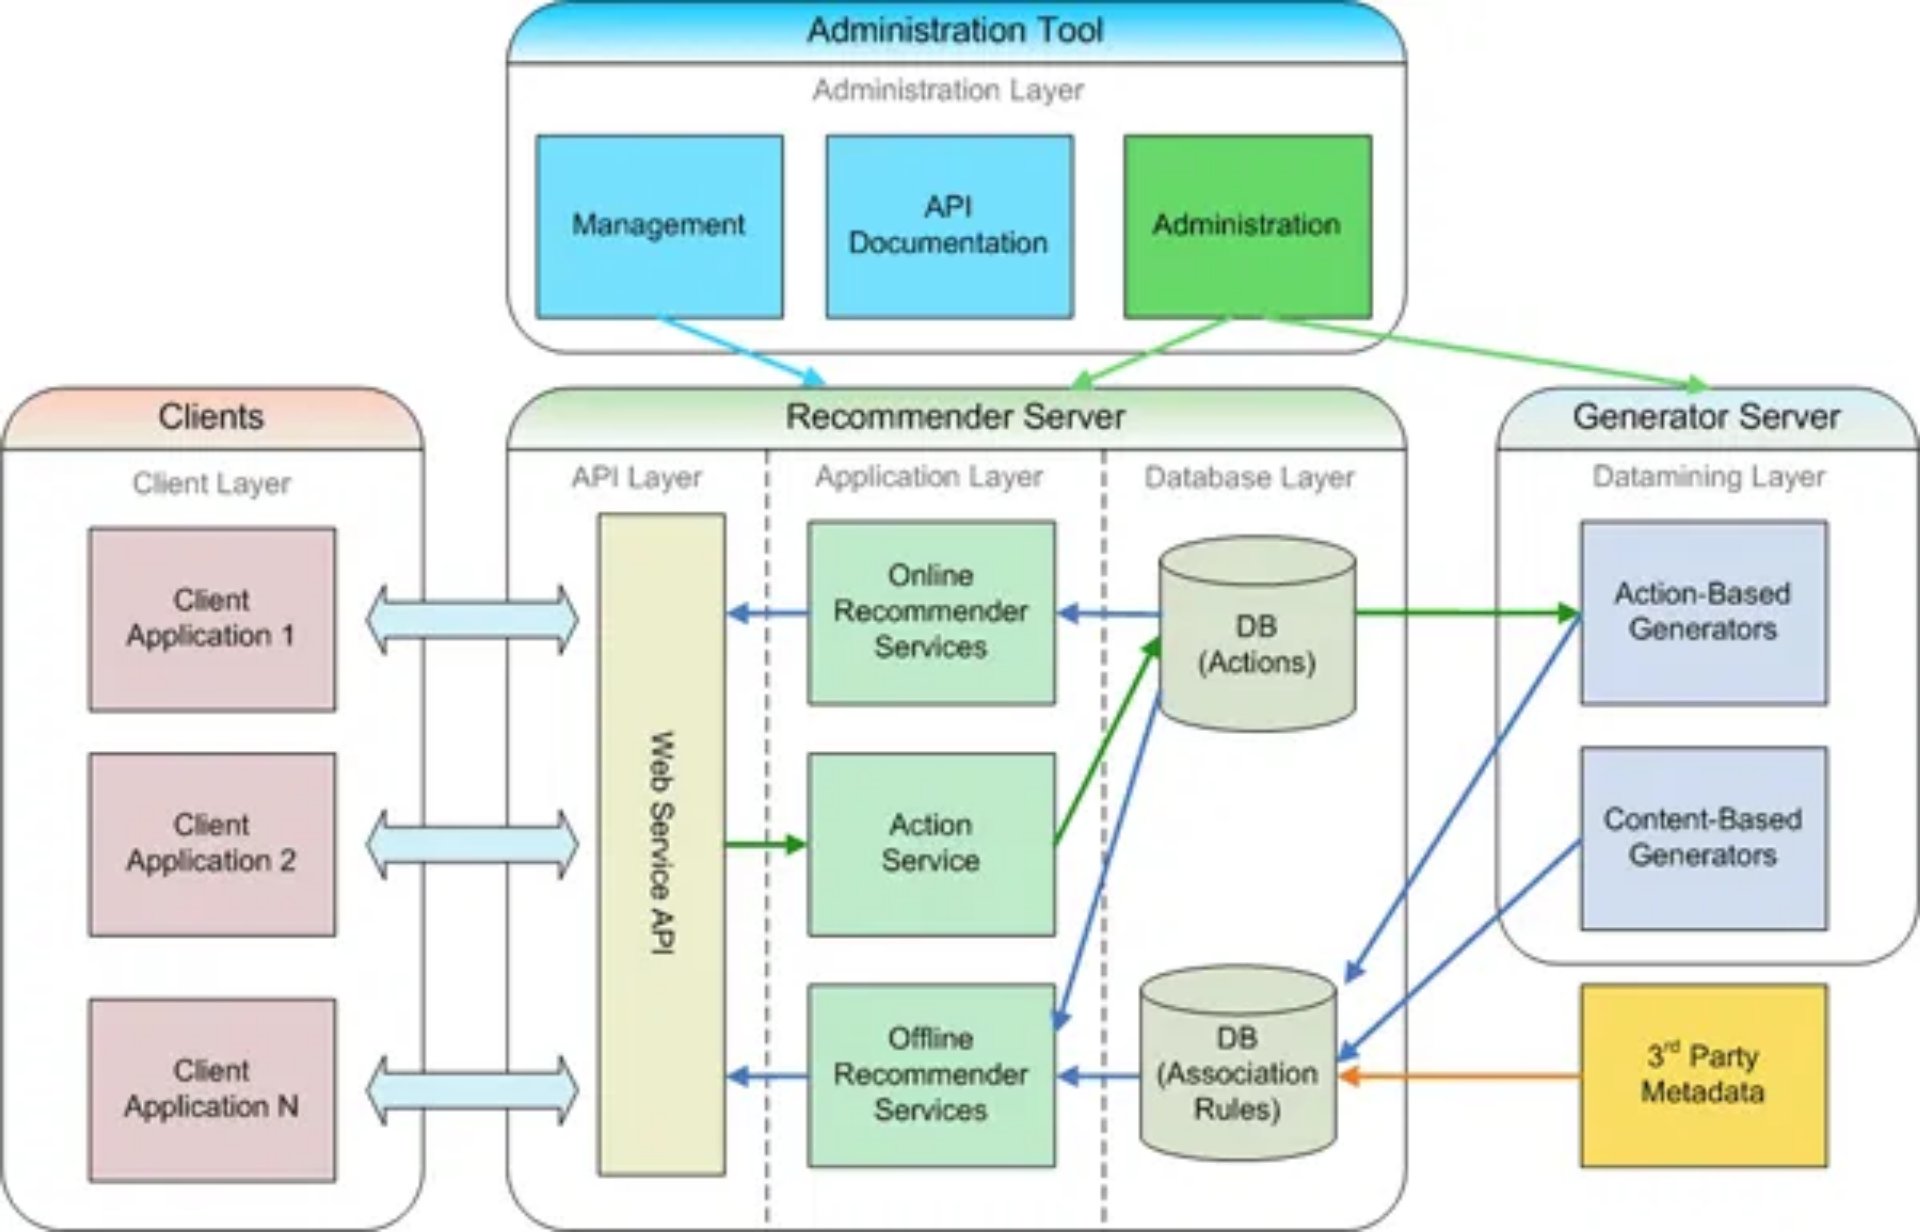 Administration Tool
Administration Layer
Management
API
Documentation
Administration
Clients
Client Layer
Client
Application 1
Client
Application 2
Client
Application N
Recommender Server
API Layer
Application Layer
Database Layer
Web Service API
Online
Recommender
Services
Action
Service
Offline
Recommender
Services
DB
(Actions)
DB
(Association
Rules)
Generator Server
Datamining Layer
Action-Based
Generators
Content-Based
Generators
3rd Party
Metadata